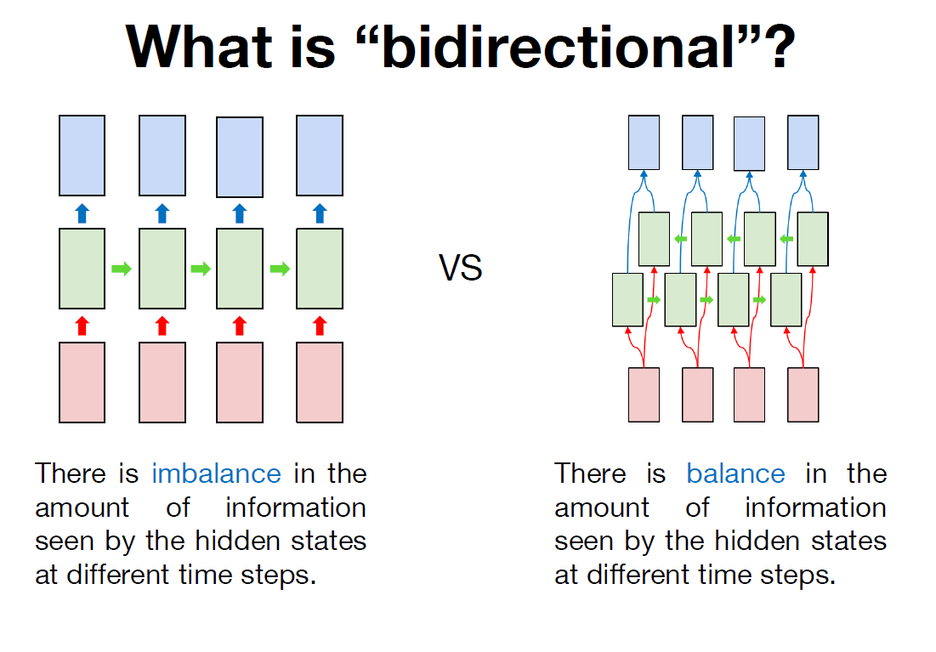 What is “bidirectional”?
VS
There is imbalance in the
amount of information
seen by the hidden states
at different time steps.
There is balance in the
amount of information
seen by the hidden states
at different time steps.